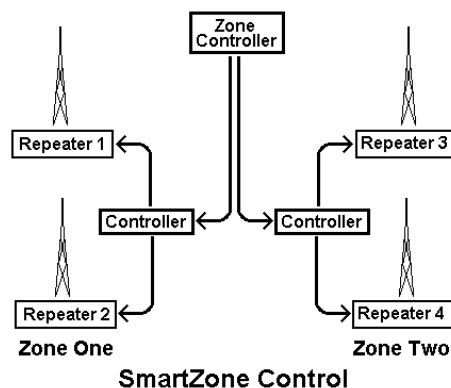 Zone
Controller
Repeater 1
Repeater 3
Controller
Controller
Repeater 2
Repeater 4
Zone One
Zone Two
SmartZone Control